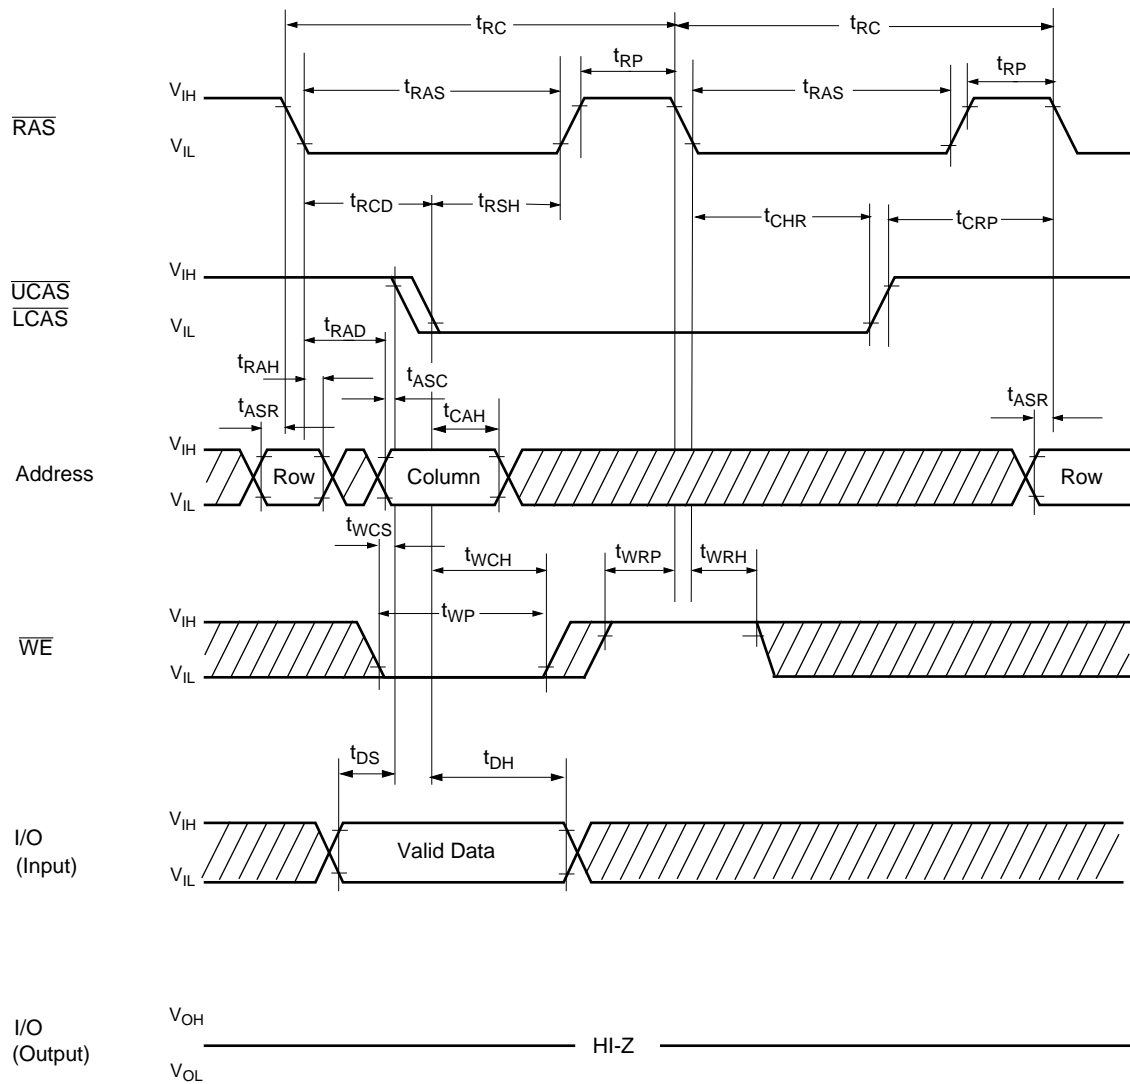 tRC tRC
tRP tRP
tRAS tRAS
VIH
RAS
VIL
tRCD tRSH
tCHR tCRP
VIH
UCAS
LCAS
VIL
tRAD
tRAH
tASC
tASR tCAH tASR
VIH
Address Row Column Row
VIL
tWCS
tWCH tWRP tWRH
tWP
VIH
WE
VIL
tDS tDH
VIH
I/O
(Input) Valid Data
VIL
VOH
I/O
(Output) HI-Z
VOL